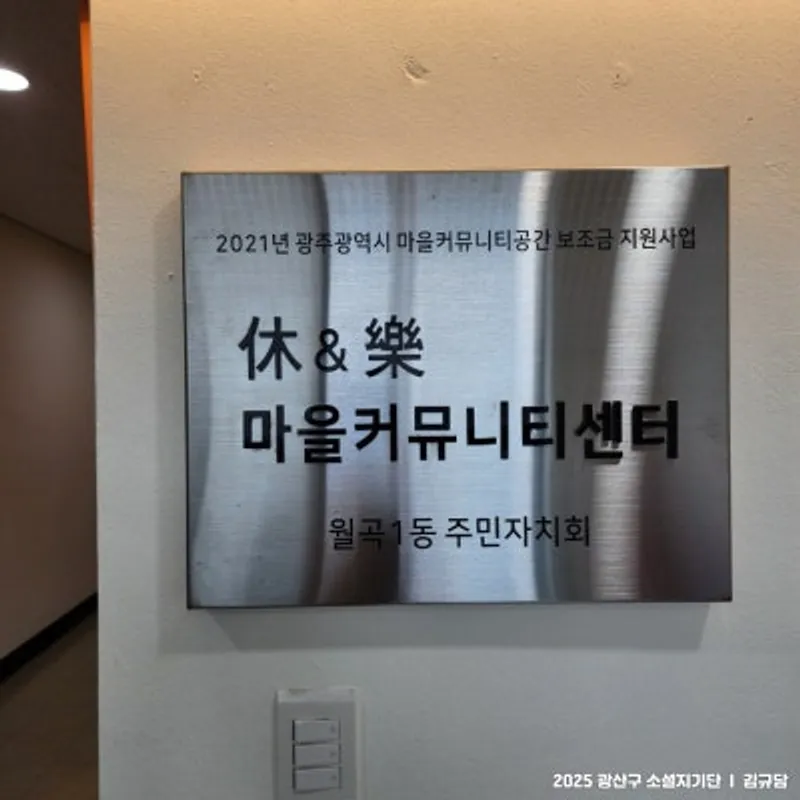 2021년 광주광역시 마을커뮤니티공간 보조금 지원사업
休 & 樂
마을커뮤니티센터
월곡1동 주민자치회
2025 광산구 소셜지기단 ㅣ 김규담